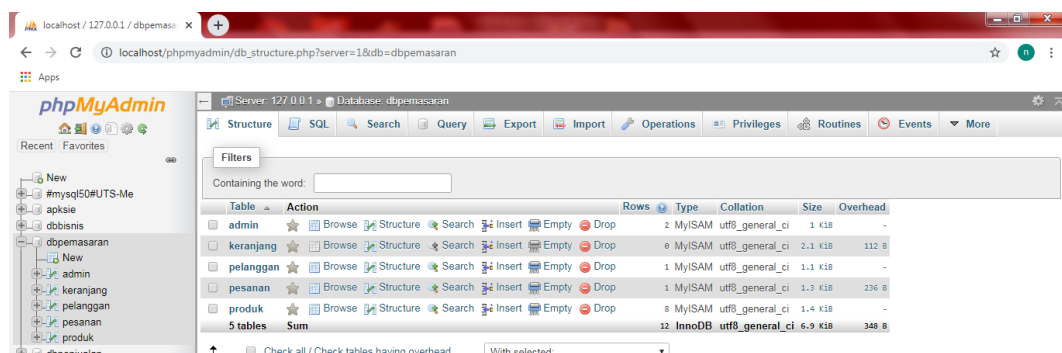 localhost / 127.0.0.1 / dbpemasar
localhost/phpmyadmin/db_structure.php?server=1&db=dbpemasaran
n
Apps
phpMyAdmin
Recent Favorites
New
#mysql50#UTS-Me
apksie
dbbisnis
dbpemasaran
New
admin
keranjang
pelanggan
pesanan
produk
Server: 127.0.0.1 » Database: dbpemasaran
Structure SQL Search Query Export Import Operations Privileges Routines Events More
Filters
Containing the word:
Table Action Rows Type Collation Size Overhead
admin Browse Structure Search Insert Empty Drop 2 MyISAM utf8_general_ci 1 KiB -
keranjang Browse Structure Search Insert Empty Drop 0 MyISAM utf8_general_ci 2.1 KiB 112 B
pelanggan Browse Structure Search Insert Empty Drop 1 MyISAM utf8_general_ci 1.1 KiB -
pesanan Browse Structure Search Insert Empty Drop 1 MyISAM utf8_general_ci 1.3 KiB 236 B
produk Browse Structure Search Insert Empty Drop 8 MyISAM utf8_general_ci 1.4 KiB -
5 tables Sum 12 InnoDB utf8_general_ci 6.9 KiB 348 B
Check all / Check tables having overhead With selected: